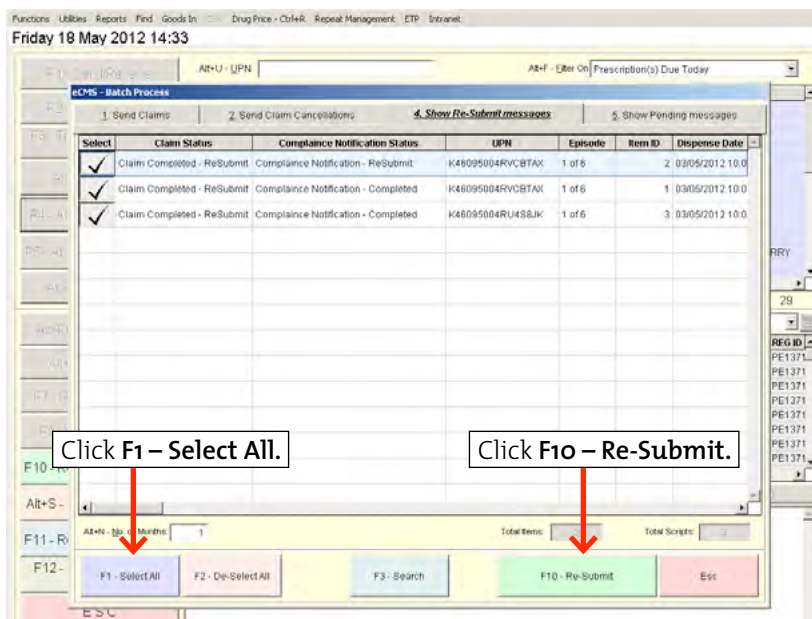 Functions Utilities Reports Find Goods In Drug Price - Ctrl+R Repeat Management ETP Intranet
Friday 18 May 2012 14:33
Alt+U - UPN Alt+F - Filter On Prescription(s) Due Today
eCMS - Batch Process
1. Send Claims 2. Send Claim Cancellations 4. Show Re-Submit messages 5. Show Pending messages
Select Claim Status Complaince Notification Status UPN Episode Item ID Dispense Date
Claim Completed - ReSubmit Complaince Notification - ReSubmit K46095004RVCBTAX 1 of 6 2 03/05/2012 10:0
Claim Completed - ReSubmit Complaince Notification - Completed K46095004RVCBTAX 1 of 6 1 03/05/2012 10:0
Claim Completed - ReSubmit Complaince Notification - Completed K46095004RU4S8JK 1 of 6 3 03/05/2012 10:0
RRY
29
REG ID
PE1371
PE1371
PE1371
PE1371
PE1371
PE1371
PE1371
PE1371
Click F1 – Select All. Click F10 – Re-Submit.
F10 - R
Alt+S -
Alt+N - No. of Months 1 Total Items: Total Scripts:
F11 - R
F12 -
F1 - Select All F2 - De-Select All F3 - Search F10 - Re-Submit Esc
ESC